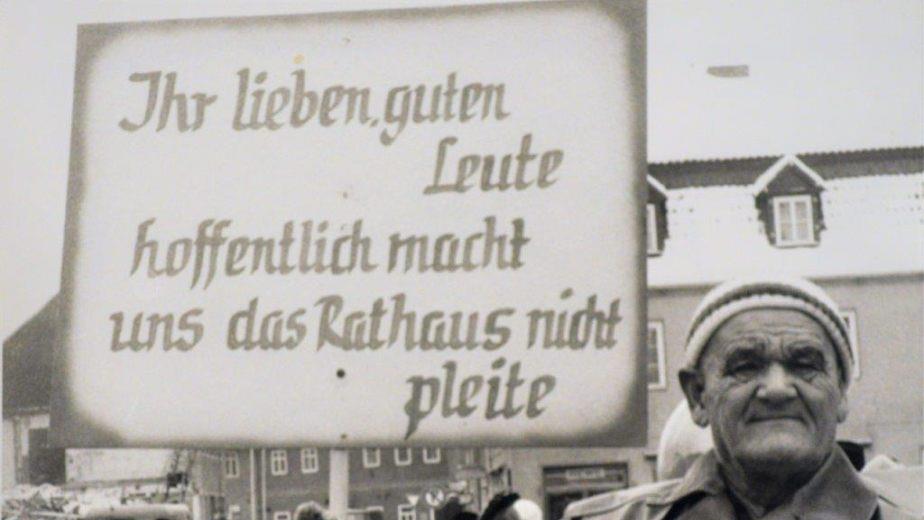 Ihr lieben, guten
Leute
hoffentlich macht
uns das Rathaus nicht
pleite